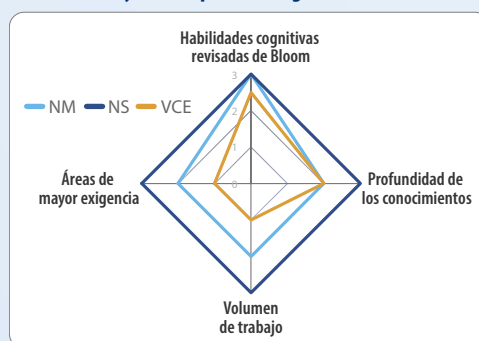 Habilidades cognitivas
revisadas de Bloom
3
NM NS VCE
2
1
Áreas de
mayor exigencia
0
Profundidad de
los conocimientos
Volumen
de trabajo